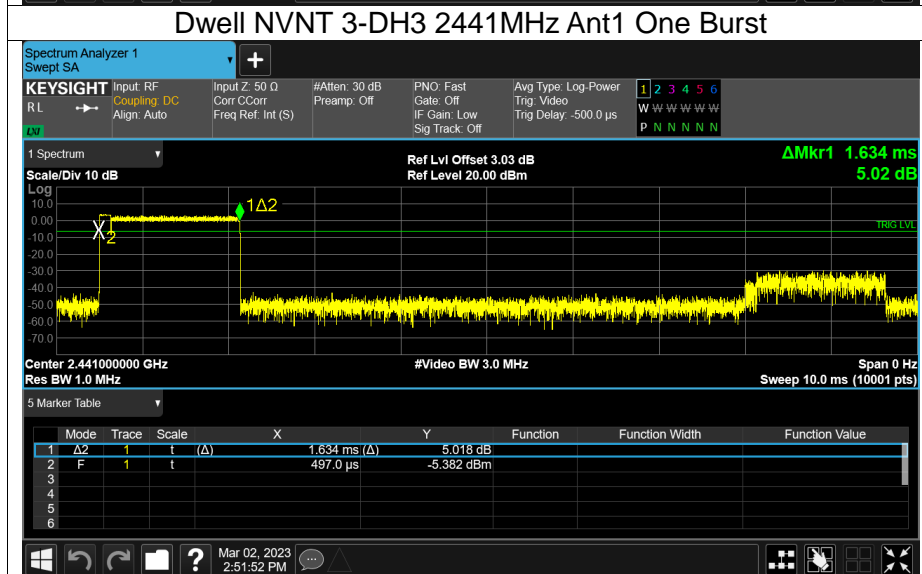 Dwell NVNT 3-DH3 2441MHz Ant1 One Burst
Spectrum Analyzer 1
Swept SA
+
KEYSIGHT Input: RF Input Z: 50 Ω #Atten: 30 dB PNO: Fast Avg Type: Log-Power 1 2 3 4 5 6
R L Coupling: DC Corr CCorr Preamp: Off Gate: Off Trig: Video W W W W W W
Align: Auto Freq Ref: Int (S) IF Gain: Low Trig Delay: -500.0 µs
LXI Sig Track: Off P N N N N N
1 Spectrum Ref Lvl Offset 3.03 dB ΔMkr1 1.634 ms
Scale/Div 10 dB Ref Level 20.00 dBm 5.02 dB
Log
10.0 1Δ2
0.00 TRIG LVL
-10.0 X2
-20.0
-30.0
-40.0
-50.0
-60.0
-70.0
Center 2.441000000 GHz #Video BW 3.0 MHz Span 0 Hz
Res BW 1.0 MHz Sweep 10.0 ms (10001 pts)
5 Marker Table
Mode Trace Scale X Y Function Function Width Function Value
1 Δ2 1 t (Δ) 1.634 ms (Δ) 5.018 dB
2 F 1 t 497.0 µs -5.382 dBm
3
4
5
6
? Mar 02, 2023
2:51:52 PM